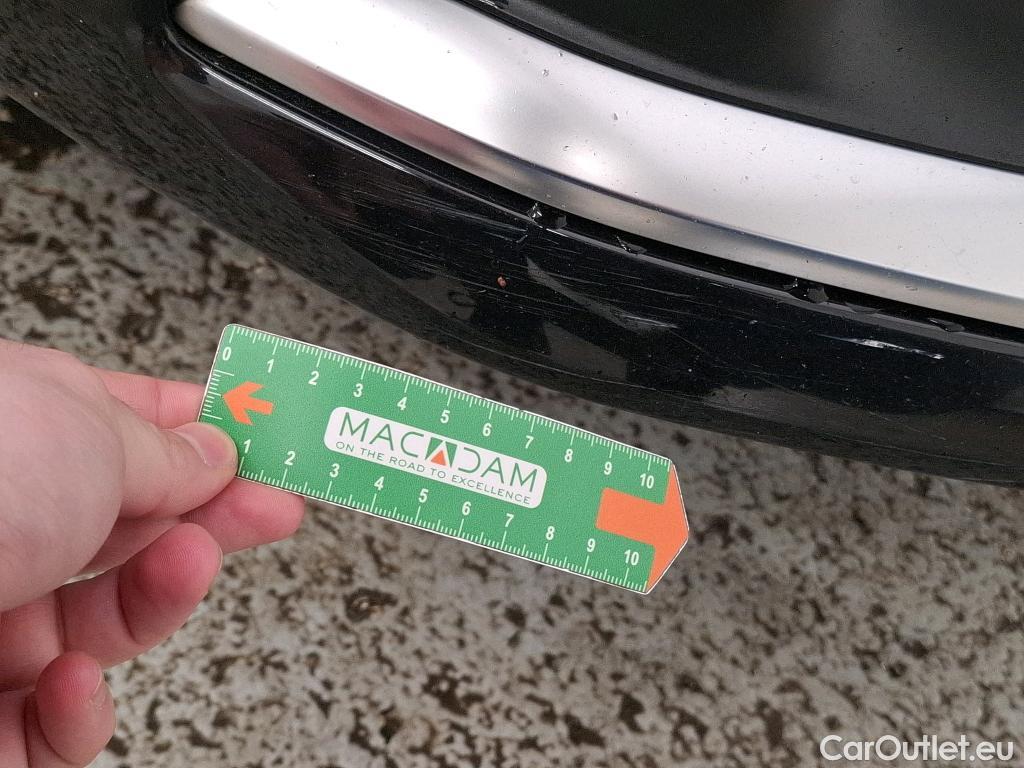 0 1 2 3 4 5 6 7 8 9 10
MACADAM
ON THE ROAD TO EXCELLENCE
1 2 3 4 5 6 7 8 9 10
CarOutlet.eu